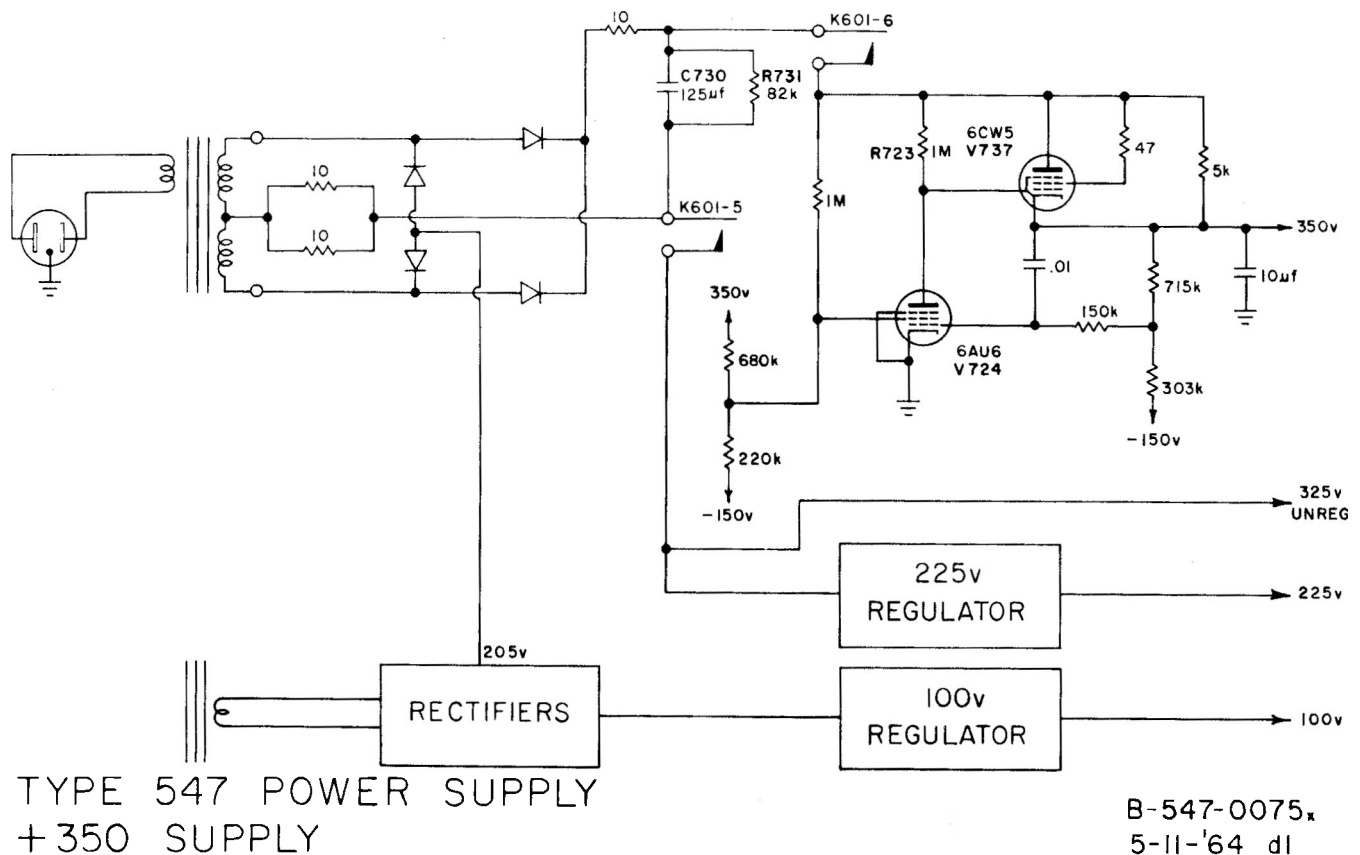 10
K601-6
C730
125µf
R731
82k
6CW5
V737
R723
1M
47
5k
1M
10
10
K601-5
350v
.01
715k
10µf
350v
150k
680k
6AU6
V724
303k
-150v
220k
-150v
325v
UNREG
225v
REGULATOR
225v
205v
RECTIFIERS
100v
REGULATOR
100v
TYPE 547 POWER SUPPLY
+350 SUPPLY
B-547-0075x
5-11-'64 dl